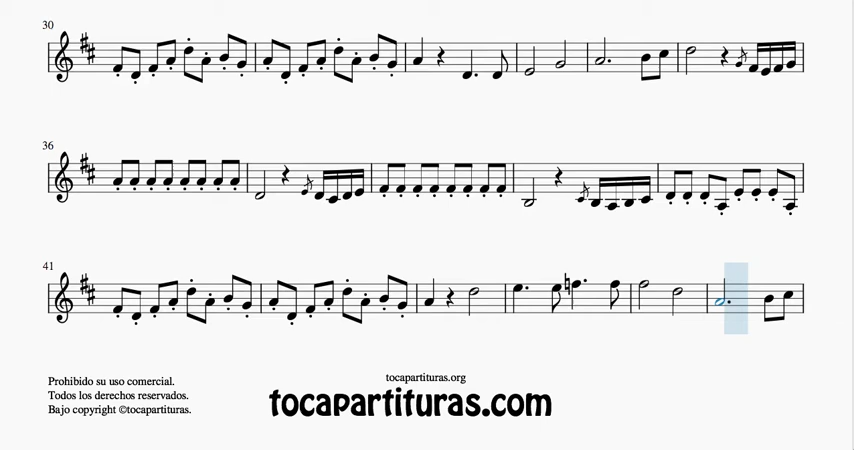 30
36
41
Prohibido su uso comercial.
Todos los derechos reservados.
Bajo copyright ©tocapartituras.
tocapartituras.org
tocapartituras.com